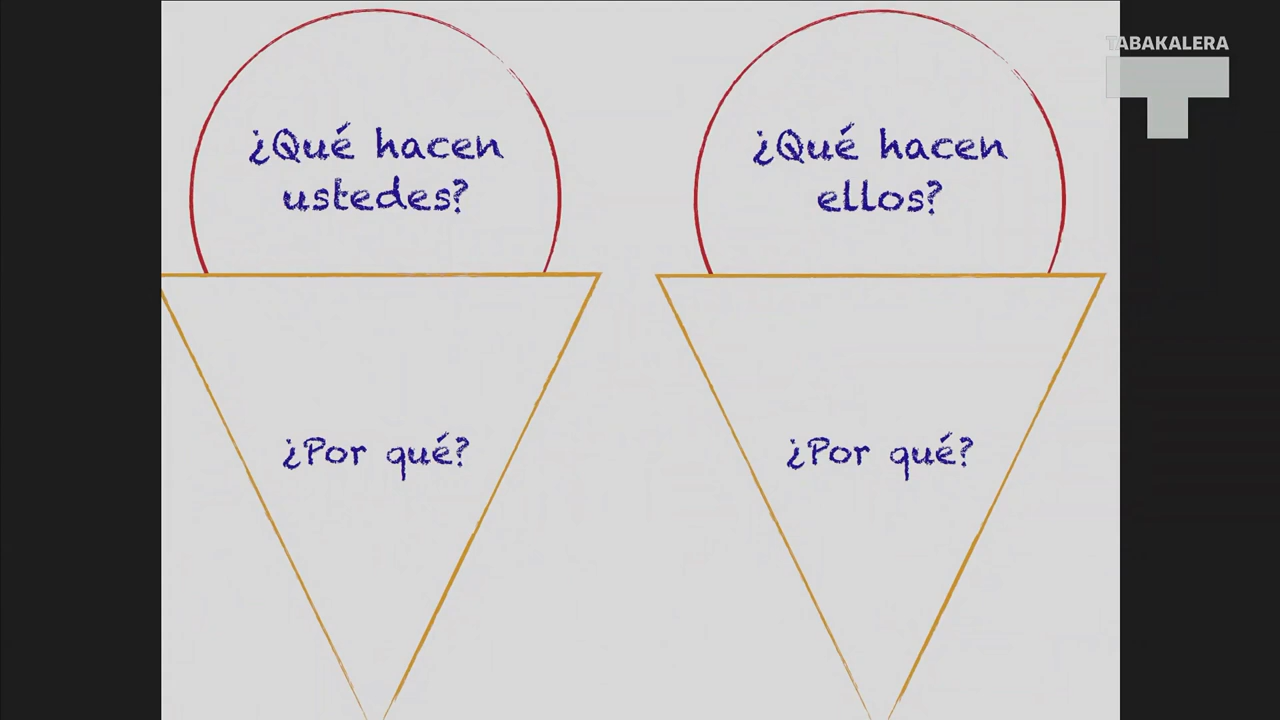 TABAKALERA
¿Qué hacen
ustedes?
¿Por qué?
¿Qué hacen
ellos?
¿Por qué?